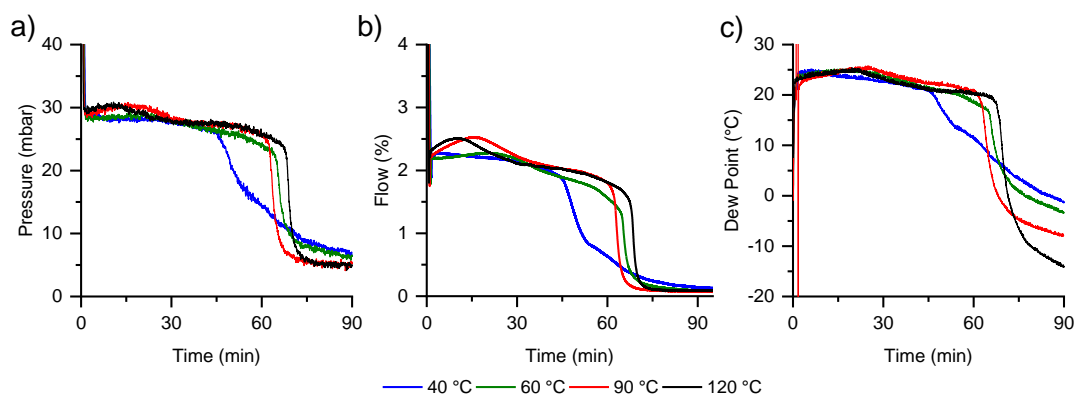 a)
40
30
20
10
0
Pressure (mbar)
0 30 60 90
Time (min)
b)
4
3
2
1
0
Flow (%)
0 30 60 90
Time (min)
c)
30
20
10
0
-10
-20
Dew Point (°C)
0 30 60 90
Time (min)
40 °C 60 °C 90 °C 120 °C